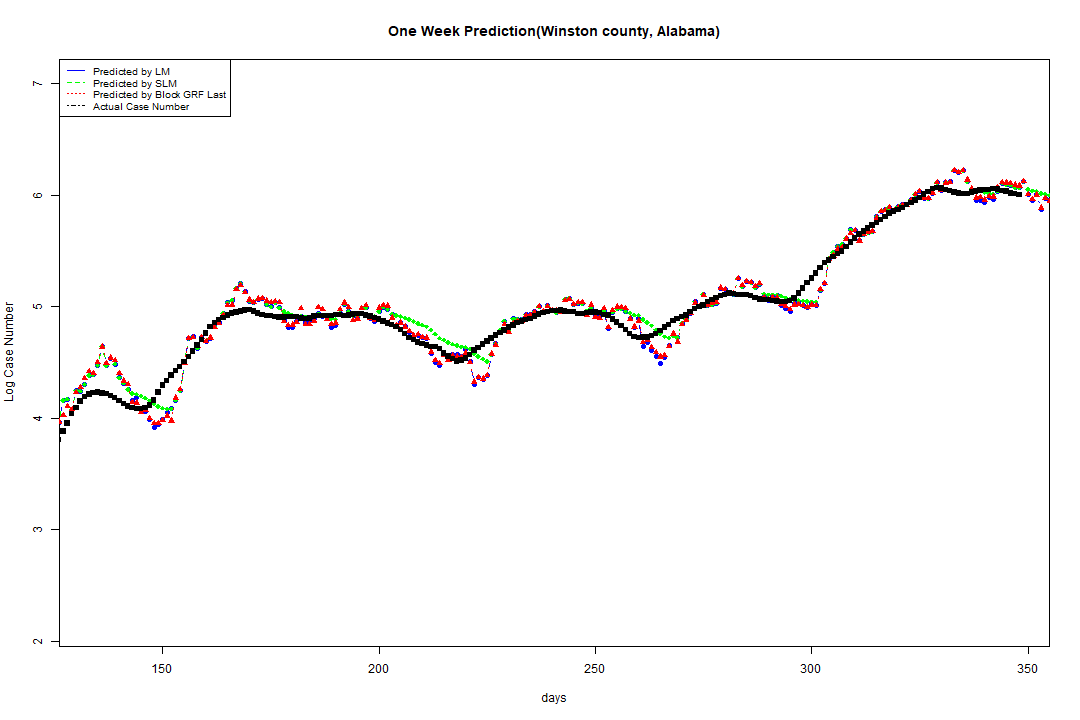 One Week Prediction(Winston county, Alabama)
Predicted by LM
Predicted by SLM
Predicted by Block GRF Last
Actual Case Number
7
6
5
4
3
2
Log Case Number
150 200 250 300 350
days